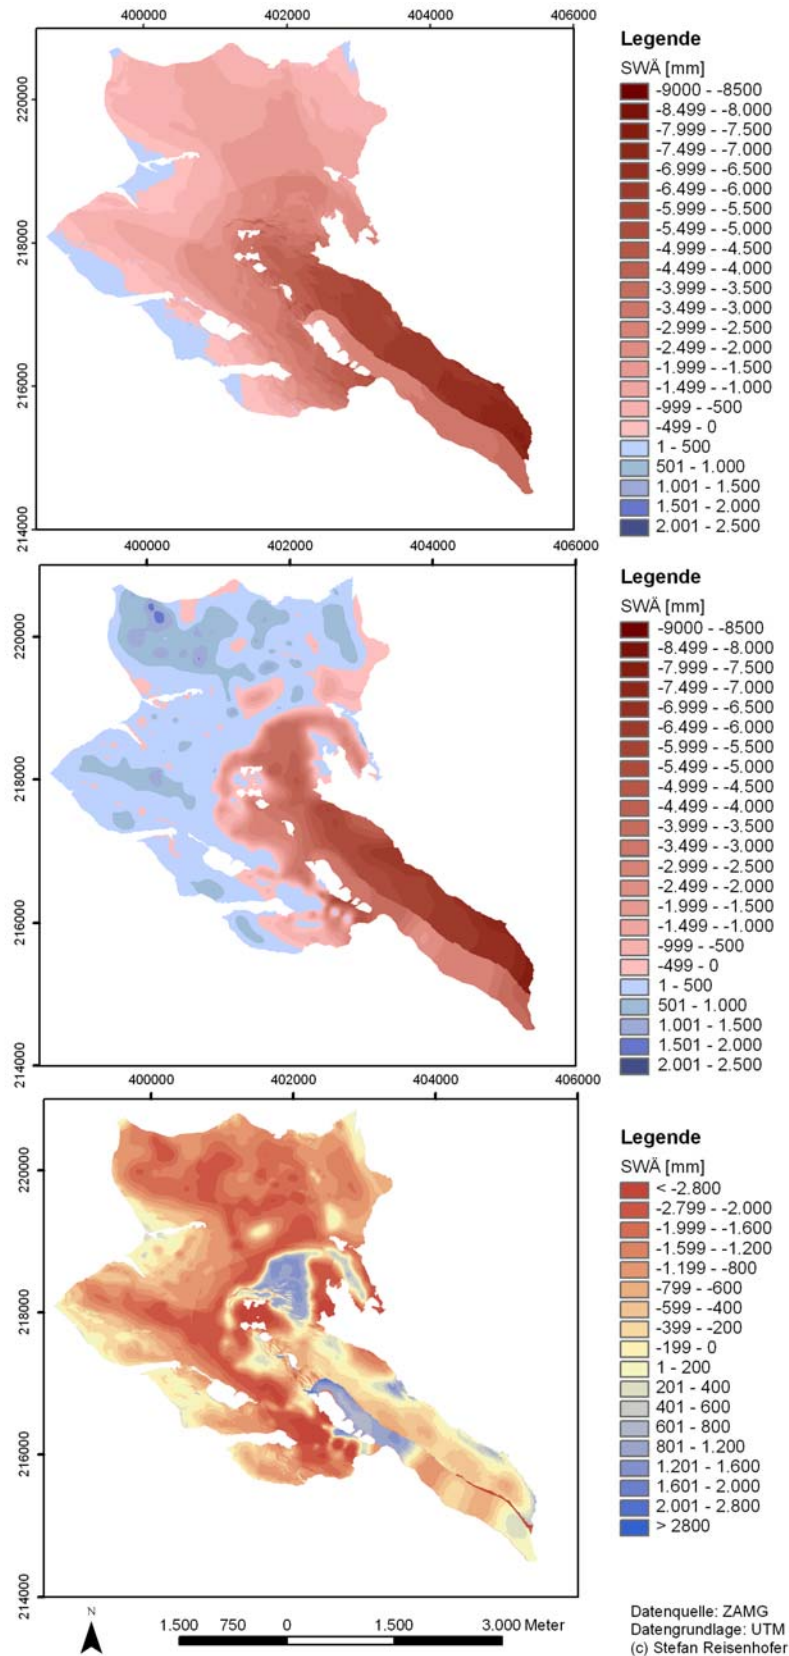 400000 402000 404000 406000
220000
218000
216000
214000
Legende
SWÄ [mm]
-9000 - -8500
-8.499 - -8.000
-7.999 - -7.500
-7.499 - -7.000
-6.999 - -6.500
-6.499 - -6.000
-5.999 - -5.500
-5.499 - -5.000
-4.999 - -4.500
-4.499 - -4.000
-3.999 - -3.500
-3.499 - -3.000
-2.999 - -2.500
-2.499 - -2.000
-1.999 - -1.500
-1.499 - -1.000
-999 - -500
-499 - 0
1 - 500
501 - 1.000
1.001 - 1.500
1.501 - 2.000
2.001 - 2.500
400000 402000 404000 406000
220000
218000
216000
214000
Legende
SWÄ [mm]
-9000 - -8500
-8.499 - -8.000
-7.999 - -7.500
-7.499 - -7.000
-6.999 - -6.500
-6.499 - -6.000
-5.999 - -5.500
-5.499 - -5.000
-4.999 - -4.500
-4.499 - -4.000
-3.999 - -3.500
-3.499 - -3.000
-2.999 - -2.500
-2.499 - -2.000
-1.999 - -1.500
-1.499 - -1.000
-999 - -500
-499 - 0
1 - 500
501 - 1.000
1.001 - 1.500
1.501 - 2.000
2.001 - 2.500
400000 402000 404000 406000
220000
218000
216000
214000
Legende
SWÄ [mm]
< -2.800
-2.799 - -2.000
-1.999 - -1.600
-1.599 - -1.200
-1.199 - -800
-799 - -600
-599 - -400
-399 - -200
-199 - 0
1 - 200
201 - 400
401 - 600
601 - 800
801 - 1.200
1.201 - 1.600
1.601 - 2.000
2.001 - 2.800
> 2800
N
1.500 750 0 1.500 3.000 Meter
Datenquelle: ZAMG
Datengrundlage: UTM
(c) Stefan Reisenhofer